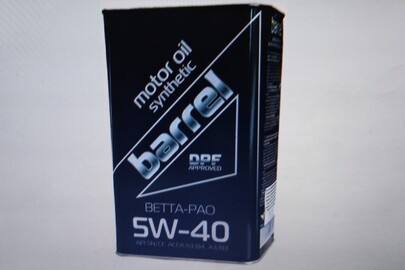 motor oil
synthetic
barrel
DPF
APPROVED
BETTA-PAO
5W-40